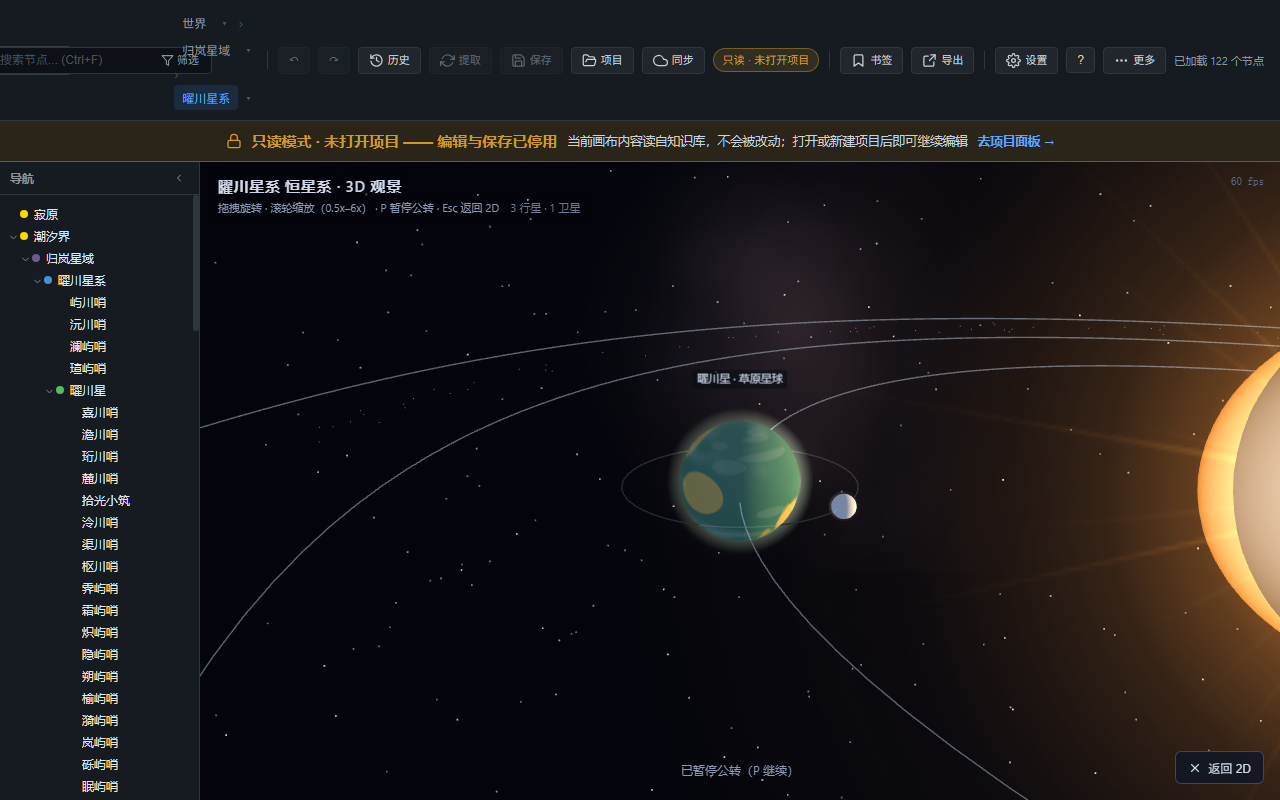 世界
归岚星域
曜川星系
搜索节点... (Ctrl+F)
筛选
历史
提取
保存
项目
同步
只读 · 未打开项目
书签
导出
设置
?
更多
已加载 122 个节点
只读模式 · 未打开项目 —— 编辑与保存已停用 当前画布内容读自知识库，不会被改动；打开或新建项目后即可继续编辑 去项目面板 →
导航
寂原
潮汐界
归岚星域
曜川星系
屿川哨
沅川哨
澜屿哨
瑄屿哨
曜川星
嘉川哨
澹川哨
珩川哨
麓川哨
拾光小筑
泠川哨
渠川哨
枢川哨
霁屿哨
霜屿哨
炽屿哨
隐屿哨
朔屿哨
榆屿哨
漪屿哨
岚屿哨
砾屿哨
眠屿哨
曜川星系 恒星系 · 3D 观景
拖拽旋转 · 滚轮缩放（0.5x–6x） · P 暂停公转 · Esc 返回 2D 3 行星 · 1 卫星
60 fps
曜川星 · 草原星球
已暂停公转（P 继续）
返回 2D